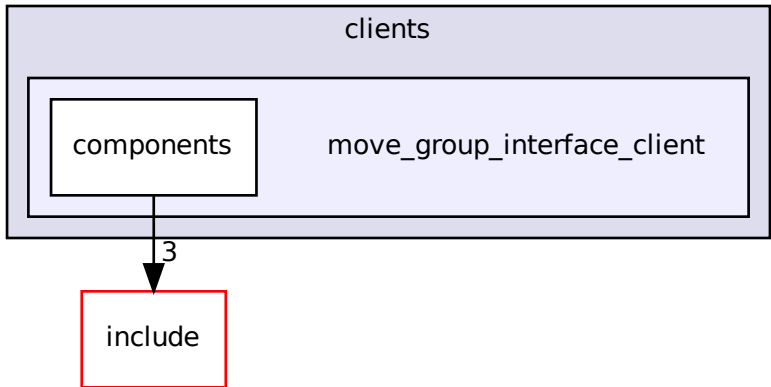 clients
components
move_group_interface_client
3
include